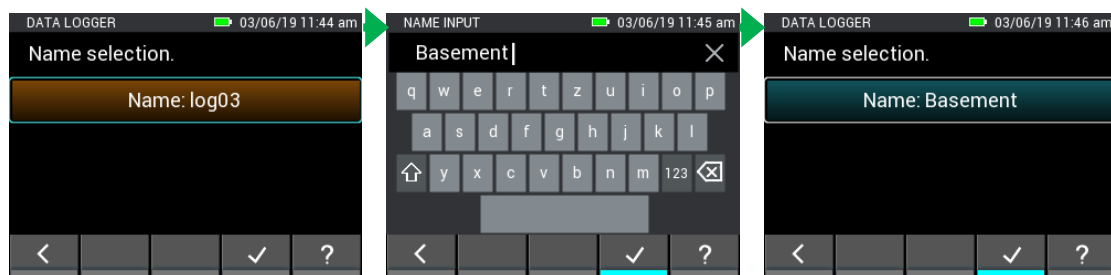 DATA LOGGER 03/06/19 11:44 am
Name selection.
Name: log03
?
NAME INPUT 03/06/19 11:45 am
Basement
q w e r t z u i o p
a s d f g h j k l
y x c v b n m 123
?
DATA LOGGER 03/06/19 11:46 am
Name selection.
Name: Basement
?